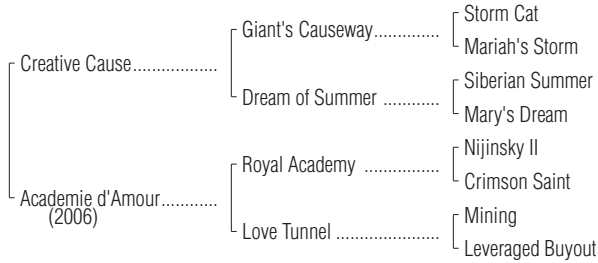 Storm Cat
Giant's Causeway..............
Mariah's Storm
Creative Cause..................
Siberian Summer
Dream of Summer ............
Mary's Dream
Nijinsky II
Royal Academy ................
Crimson Saint
Academie d'Amour............
(2006)
Mining
Love Tunnel ......................
Leveraged Buyout